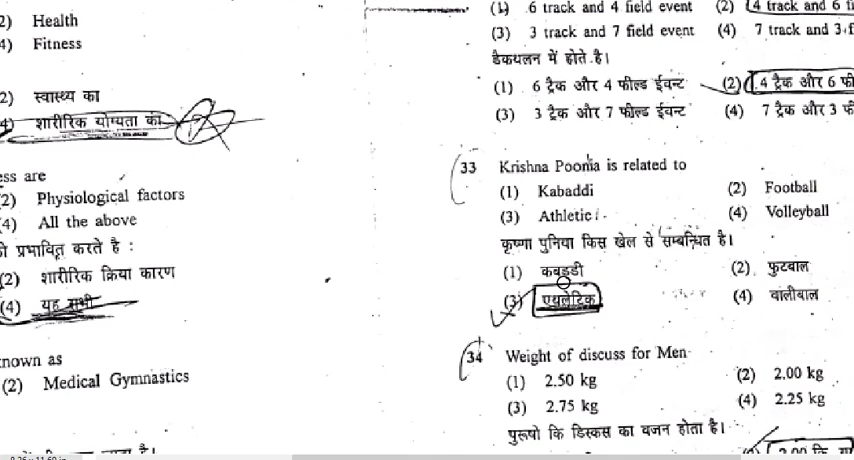 2) Health
4) Fitness
2) स्वास्थ्य का
4) शारीरिक योग्यता का
ess are
2) Physiological factors
(4) All the above
प्रभावित करते है :
(2) शारीरिक क्रिया कारण
(4) यह सभी
known as
(2) Medical Gymnastics
है।
(1) 6 track and 4 field event (2) 4 track and 6 fi
(3) 3 track and 7 field event (4) 7 track and 3 f
डैकथलन में होते है।
(1) 6 ट्रैक और 4 फील्ड ईवन्ट (2) 4 ट्रैक और 6 फी
(3) 3 ट्रैक और 7 फील्ड ईवन्ट (4) 7 ट्रैक और 3 फी
33 Krishna Poonia is related to
(1) Kabaddi (2) Football
(3) Athletic (4) Volleyball
कृष्णा पुनिया किस खेल से सम्बन्धित है।
(1) कबड्डी (2) फुटबाल
(3) एथलेटिक (4) वालीबाल
34 Weight of discuss for Men
(1) 2.50 kg (2) 2.00 kg
(3) 2.75 kg (4) 2.25 kg
पुरूषो कि डिस्कस का वजन होता है।